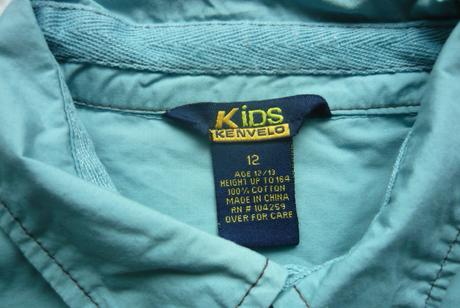 KiDS
KENVELO
12
AGE 12/13
HEIGHT UP TO 164
100% COTTON
MADE IN CHINA
RN # 104259
OVER FOR CARE